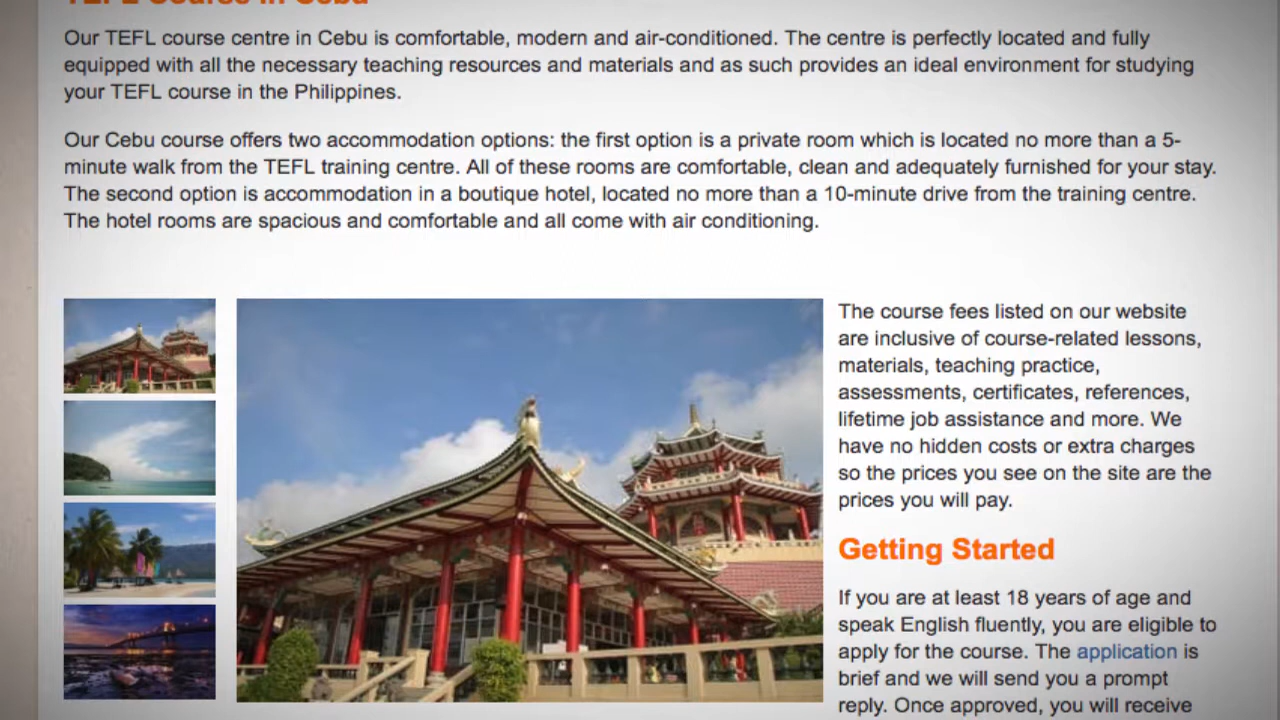 TEFL Course in Cebu
Our TEFL course centre in Cebu is comfortable, modern and air-conditioned. The centre is perfectly located and fully
equipped with all the necessary teaching resources and materials and as such provides an ideal environment for studying
your TEFL course in the Philippines.
Our Cebu course offers two accommodation options: the first option is a private room which is located no more than a 5-
minute walk from the TEFL training centre. All of these rooms are comfortable, clean and adequately furnished for your stay.
The second option is accommodation in a boutique hotel, located no more than a 10-minute drive from the training centre.
The hotel rooms are spacious and comfortable and all come with air conditioning.
The course fees listed on our website
are inclusive of course-related lessons,
materials, teaching practice,
assessments, certificates, references,
lifetime job assistance and more. We
have no hidden costs or extra charges
so the prices you see on the site are the
prices you will pay.
Getting Started
If you are at least 18 years of age and
speak English fluently, you are eligible to
apply for the course. The application is
brief and we will send you a prompt
reply. Once approved, you will receive